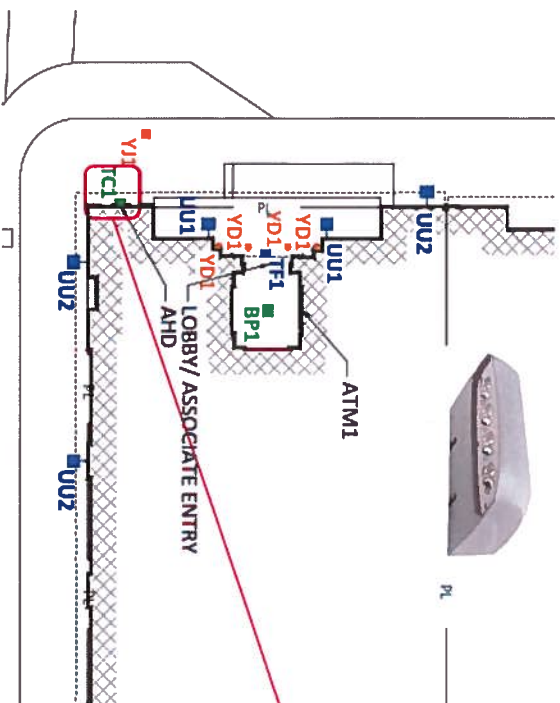 YJ1
TC1
UU1
PL
YD1
YD1
YD1
YD1
UU1
TF1
UU2
BP1
ATM1
LOBBY/ ASSOCIATE ENTRY
AHD
UU2
PL
UU2
PL
PL